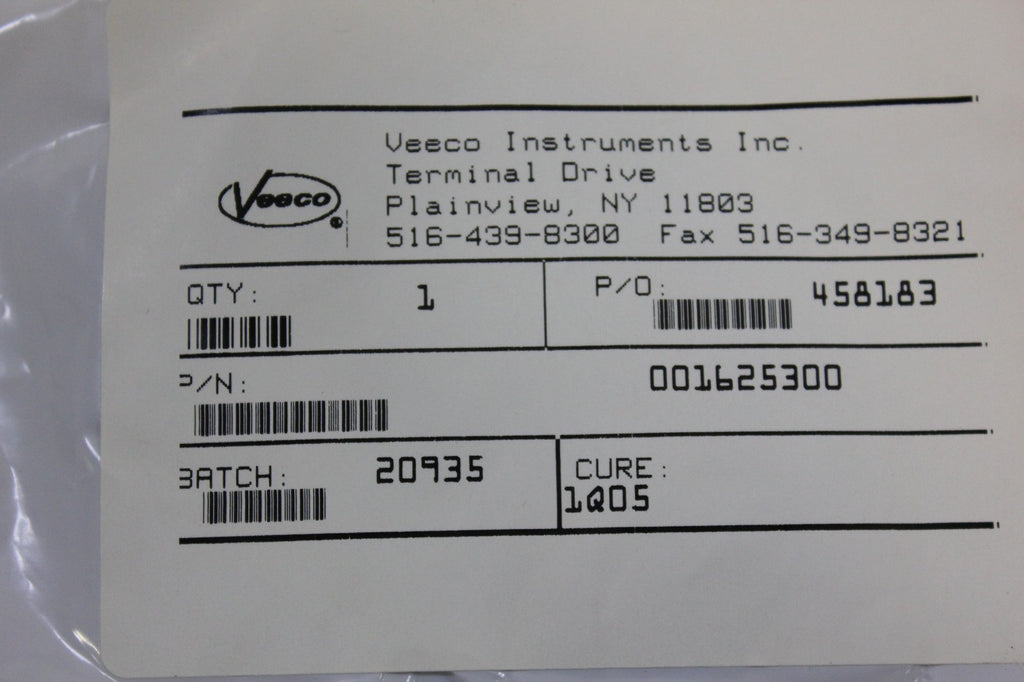 Veeco Instruments Inc.
Terminal Drive
Veeco
Plainview, NY 11803
516-439-8300 Fax 516-349-8321
QTY: 1 P/O: 458183
P/N: 001625300
BATCH: 20935 CURE:
1Q05